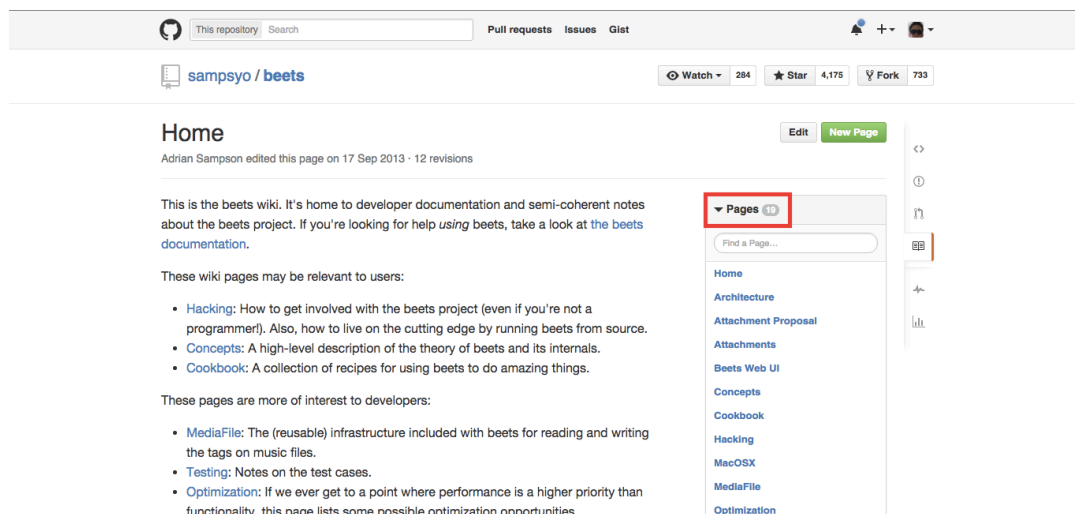 This repository Search
Pull requests Issues Gist
sampsyo / beets
Watch 284
Star 4,175
Fork 733
Home
Edit
New Page
Adrian Sampson edited this page on 17 Sep 2013 · 12 revisions
This is the beets wiki. It's home to developer documentation and semi-coherent notes
about the beets project. If you're looking for help using beets, take a look at the beets
documentation.
These wiki pages may be relevant to users:
• Hacking: How to get involved with the beets project (even if you're not a
programmer!). Also, how to live on the cutting edge by running beets from source.
• Concepts: A high-level description of the theory of beets and its internals.
• Cookbook: A collection of recipes for using beets to do amazing things.
These pages are more of interest to developers:
• MediaFile: The (reusable) infrastructure included with beets for reading and writing
the tags on music files.
• Testing: Notes on the test cases.
• Optimization: If we ever get to a point where performance is a higher priority than
functionality, this page lists some possible optimization opportunities.
Pages 19
Find a Page...
Home
Architecture
Attachment Proposal
Attachments
Beets Web UI
Concepts
Cookbook
Hacking
MacOSX
MediaFile
Optimization